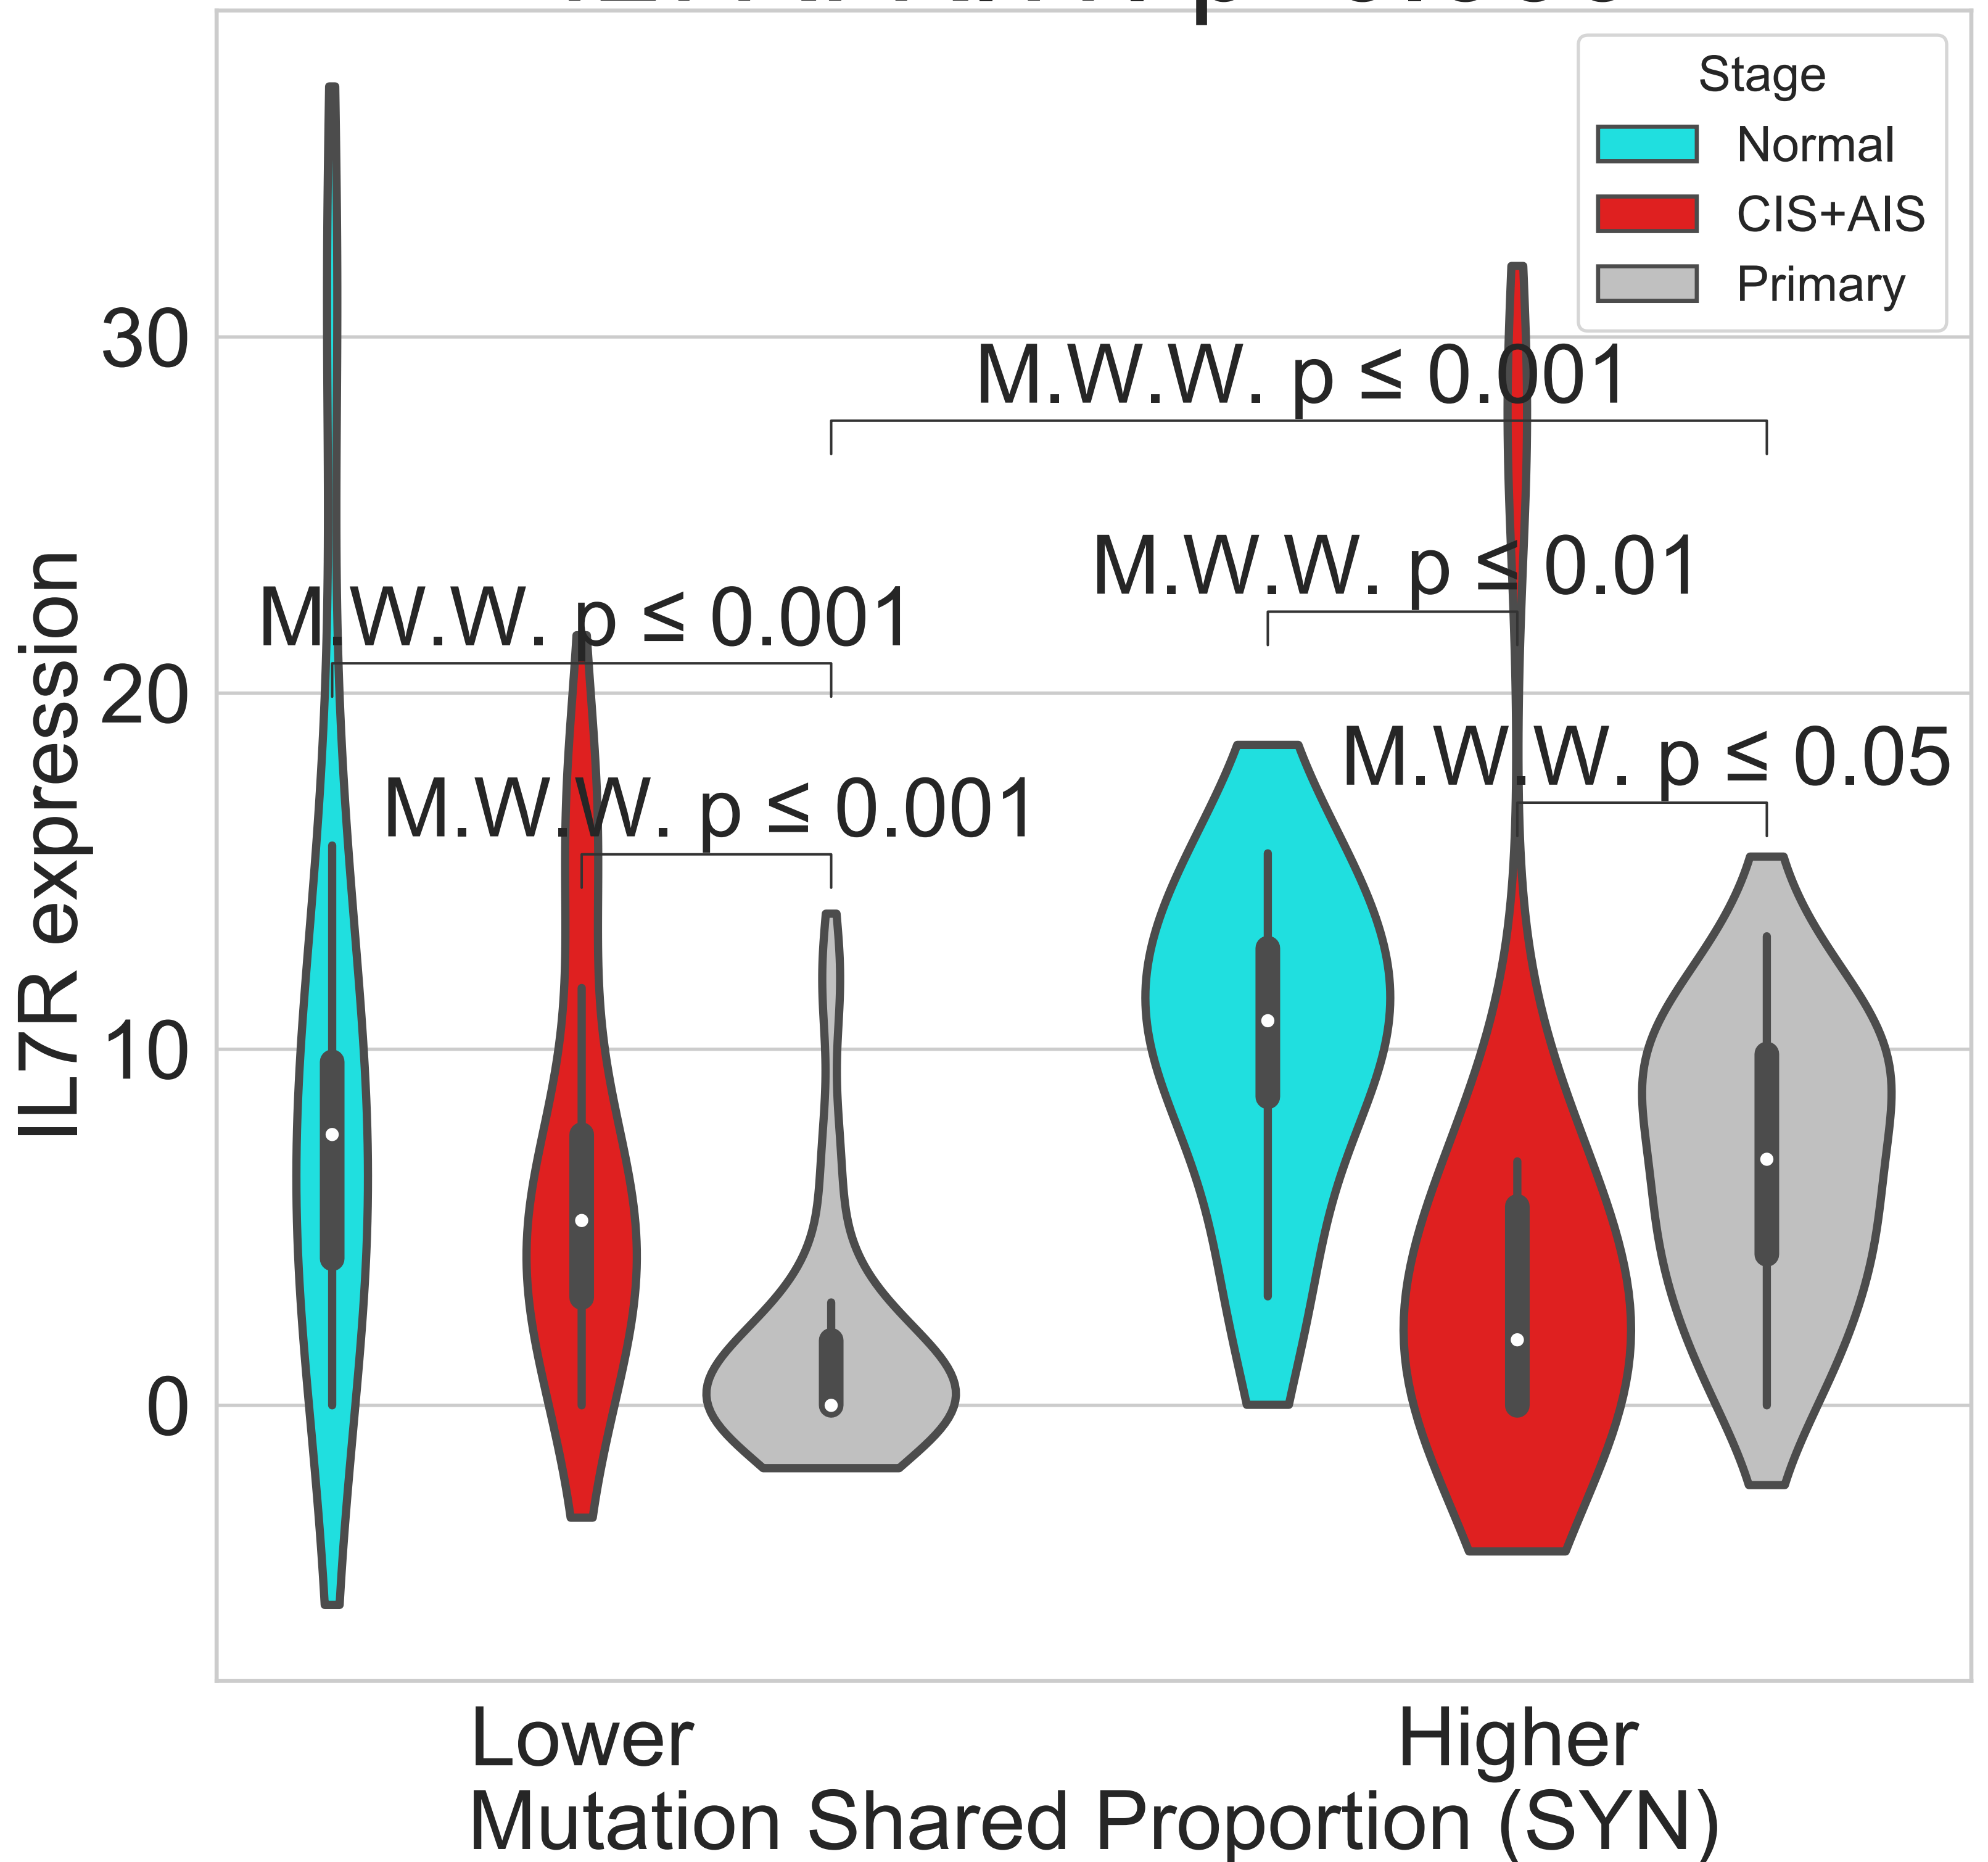 Stage
Normal
CIS+AIS
Primary
30
20
10
0
IL7R expression
M.W.W. p ≤ 0.001
M.W.W. p ≤ 0.01
M.W.W. p ≤ 0.001
M.W.W. p ≤ 0.05
M.W.W. p ≤ 0.001
Lower
Higher
Mutation Shared Proportion (SYN)